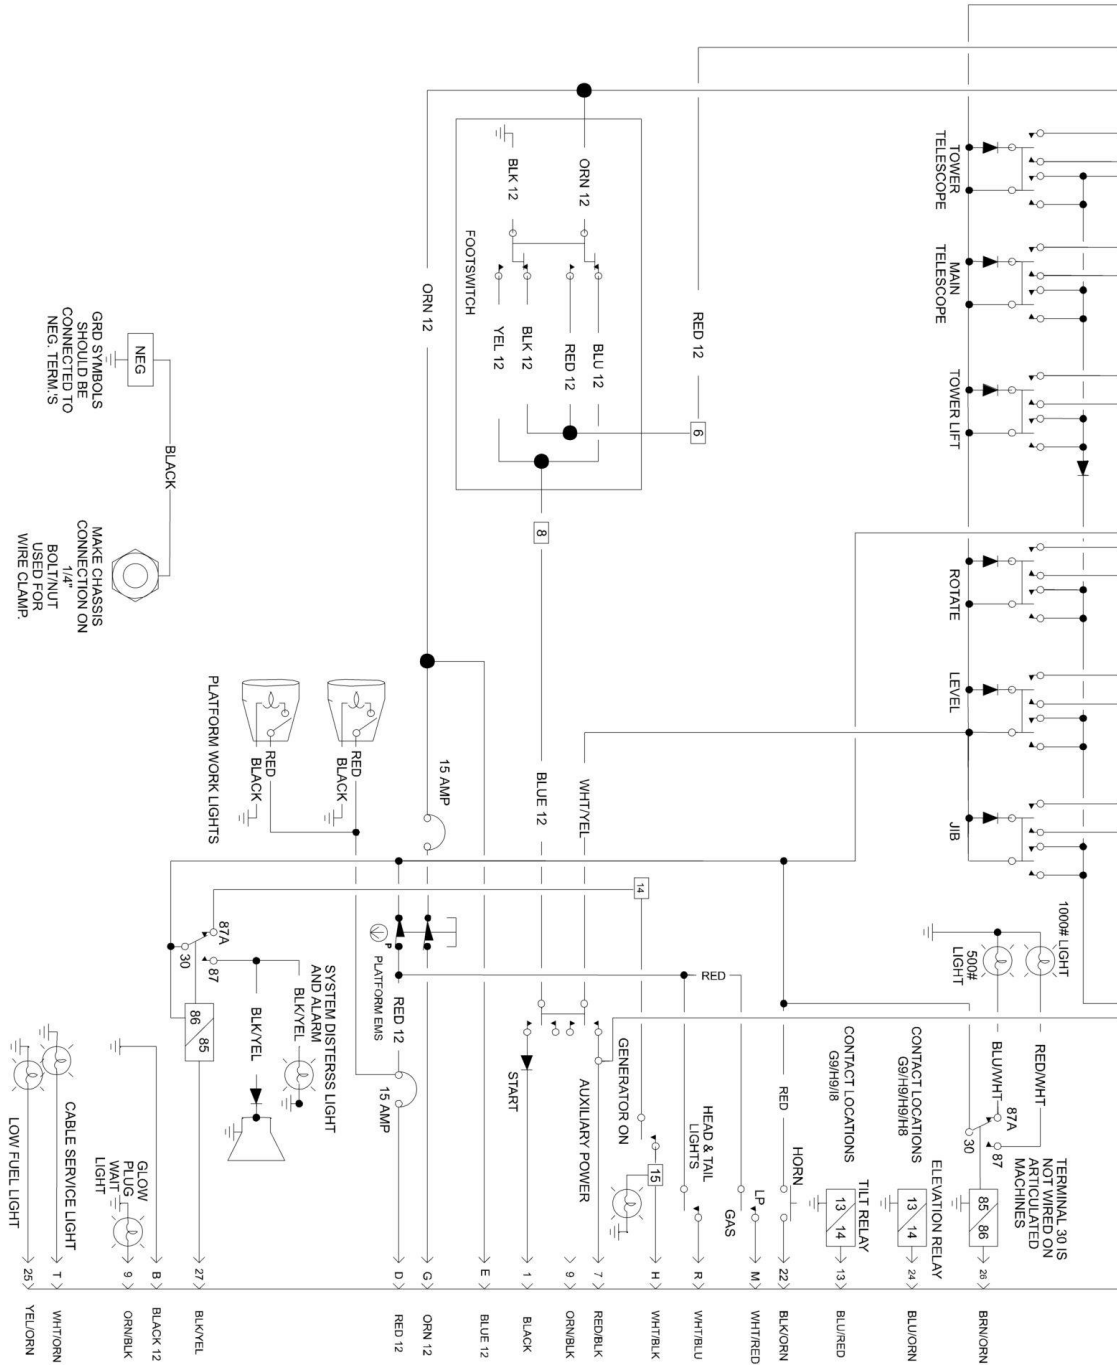 TOWER
TELESCOPE
MAIN
TELESCOPE
TOWER LIFT
ROTATE
LEVEL
JIB
1000# LIGHT
500#
LIGHT
RED/WHT
BLU/WHT
87A
87
30
TERMINAL 30 IS
NOT WIRED ON
ARTICULATED
MACHINES
85
86
26
BRN/ORN
CONTACT LOCATIONS
G9/H9/H9/H8
ELEVATION RELAY
13
14
24
BLU/ORN
CONTACT LOCATIONS
G9/H9/I8
TILT RELAY
13
14
13
BLU/RED
RED
HORN
22
BLK/ORN
RED 12
6
RED
LP
GAS
M
WHT/RED
HEAD & TAIL
LIGHTS
R
WHT/BLU
14
GENERATOR ON
15
H
WHT/BLK
ORN 12
BLK 12
FOOTSWITCH
BLU 12
RED 12
BLK 12
YEL 12
8
WHT/YEL
BLUE 12
AUXILIARY POWER
START
7
RED/BLK
9
ORN/BLK
1
BLACK
E
BLUE 12
ORN 12
15 AMP
G
ORN 12
P
PLATFORM EMS
RED 12
15 AMP
D
RED 12
RED
BLACK
RED
BLACK
PLATFORM WORK LIGHTS
SYSTEM DISTERSS LIGHT
AND ALARM
BLK/YEL
BLK/YEL
87A
87
30
86
85
27
BLK/YEL
B
BLACK 12
GLOW
PLUG
WAIT
LIGHT
9
ORN/BLK
CABLE SERVICE LIGHT
T
WHT/ORN
LOW FUEL LIGHT
25
YEL/ORN
NEG
GRD SYMBOLS
SHOULD BE
CONNECTED TO
NEG. TERM.'S
BLACK
MAKE CHASSIS
CONNECTION ON
1/4"
BOLT/NUT
USED FOR
WIRE CLAMP.